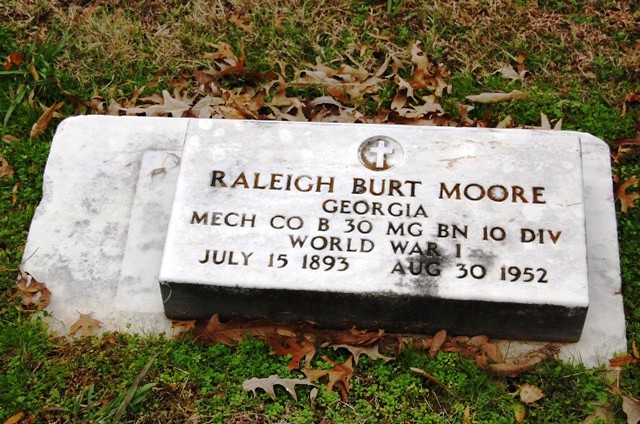 RALEIGH BURT MOORE
GEORGIA
MECH CO B 30 MG BN 10 DIV
WORLD WAR I
JULY 15 1893 AUG 30 1952